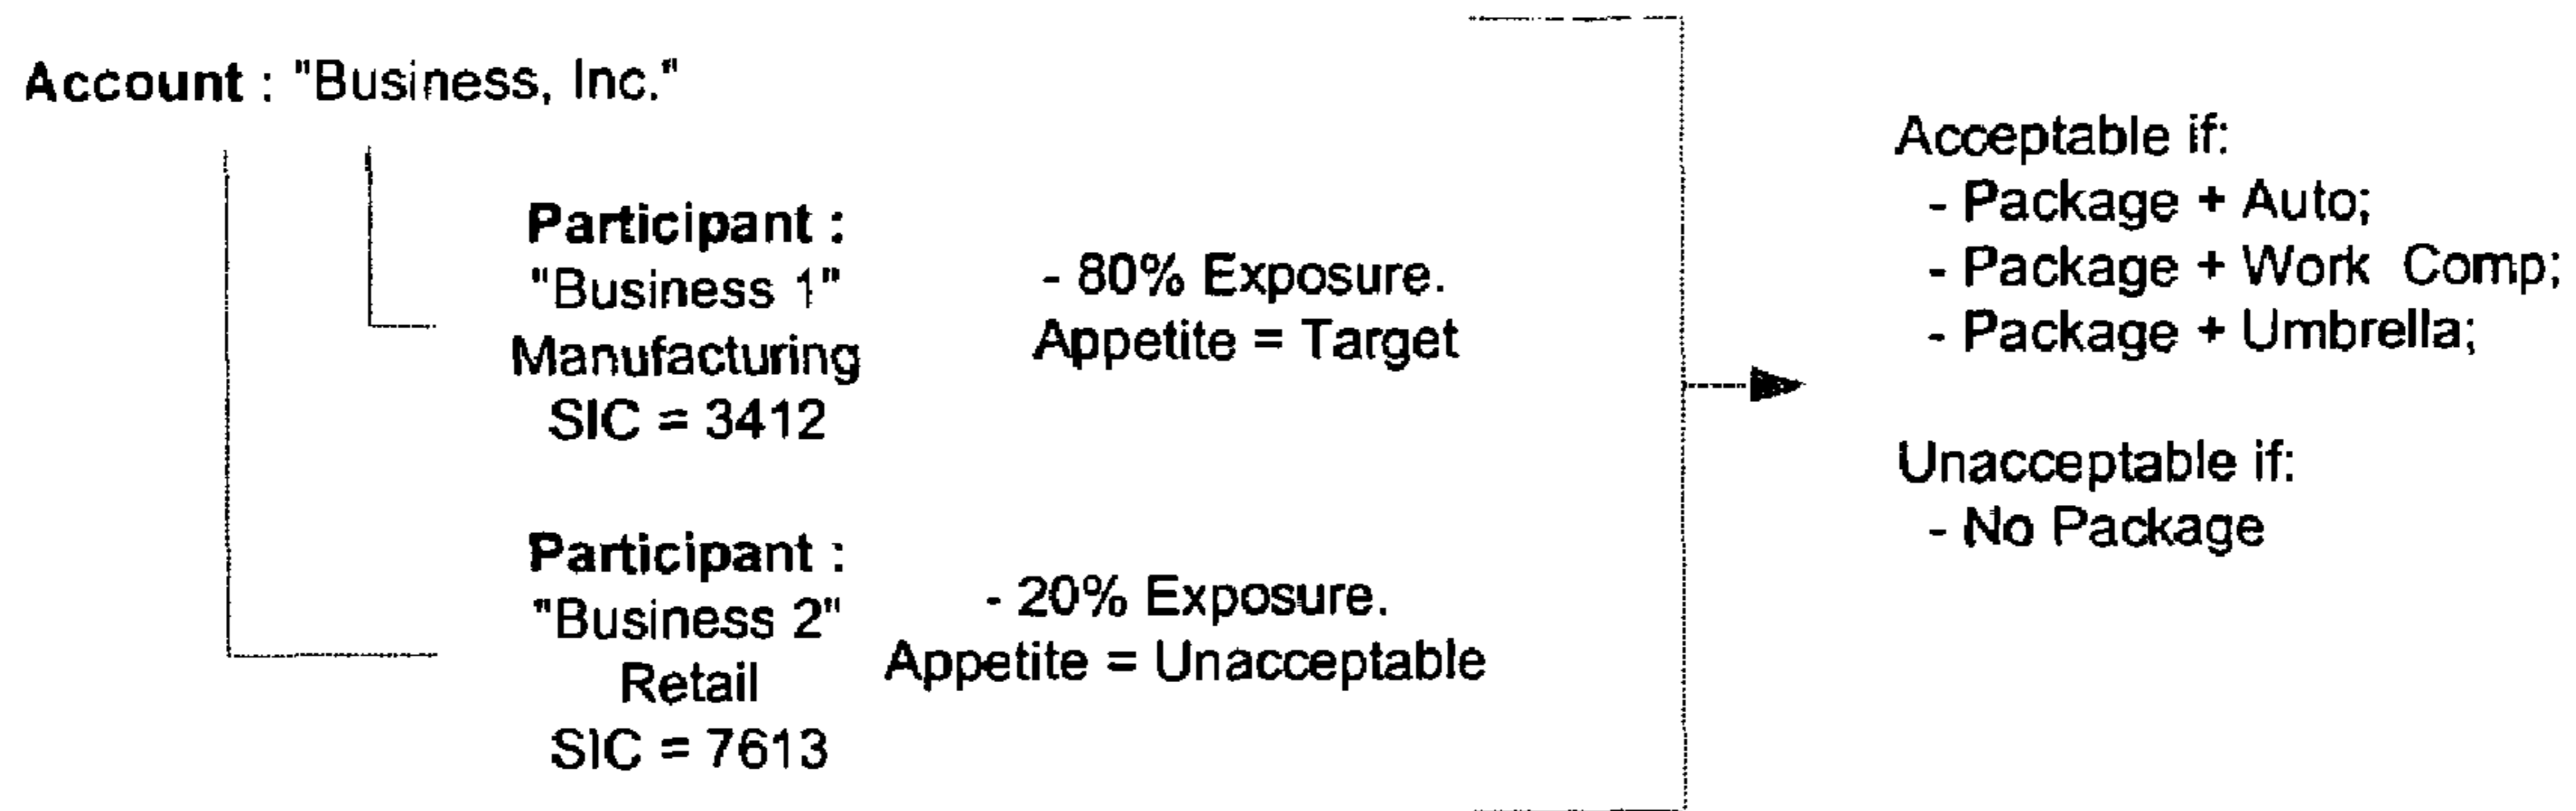 Account : "Business, Inc."
Participant :
"Business 1"
Manufacturing
SIC = 3412
- 80% Exposure.
Appetite = Target
Participant :
"Business 2"
Retail
SIC = 7613
- 20% Exposure.
Appetite = Unacceptable
Acceptable if:
- Package + Auto;
- Package + Work Comp;
- Package + Umbrella;
Unacceptable if:
- No Package